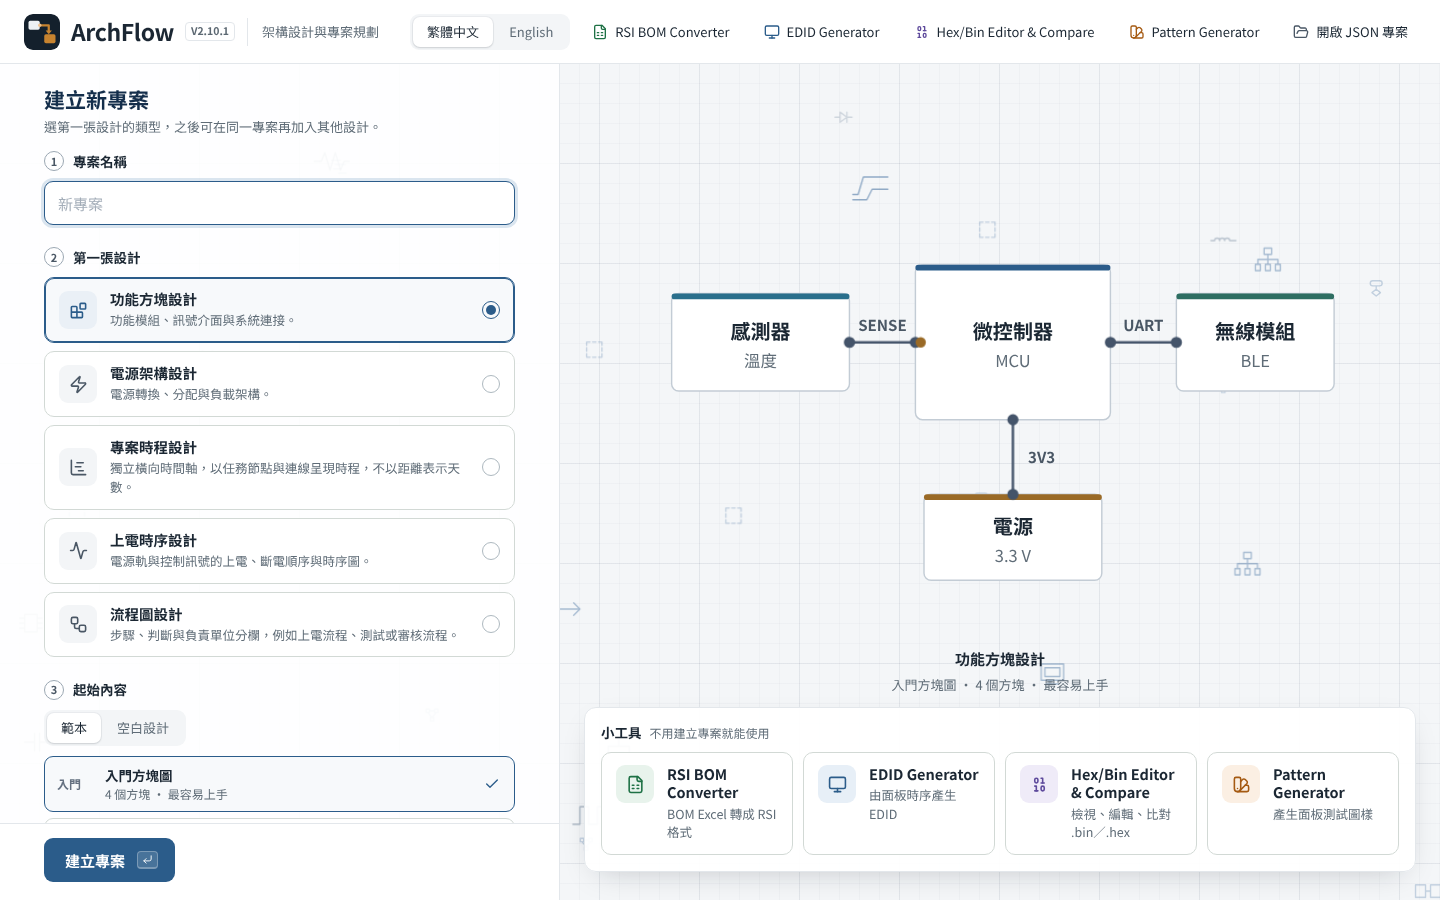 ArchFlow V2.10.1 架構設計與專案規劃 繁體中文 English RSI BOM Converter EDID Generator Hex/Bin Editor & Compare Pattern Generator 開啟 JSON 專案
建立新專案
選第一張設計的類型，之後可在同一專案再加入其他設計。
1 專案名稱
新專案
2 第一張設計
功能方塊設計
功能模組、訊號介面與系統連接。
電源架構設計
電源轉換、分配與負載架構。
專案時程設計
獨立橫向時間軸，以任務節點與連線呈現時程，不以距離表示天
數。
上電時序設計
電源軌與控制訊號的上電、斷電順序與時序圖。
流程圖設計
步驟、判斷與負責單位分欄，例如上電流程、測試或審核流程。
3 起始內容
範本 空白設計
入門 入門方塊圖
4 個方塊 · 最容易上手
建立專案
感測器
溫度
SENSE
微控制器
MCU
UART
無線模組
BLE
3V3
電源
3.3 V
功能方塊設計
入門方塊圖 · 4 個方塊 · 最容易上手
小工具 不用建立專案就能使用
RSI BOM
Converter
BOM Excel 轉成 RSI
格式
EDID Generator
由面板時序產生
EDID
Hex/Bin Editor
& Compare
檢視、編輯、比對
.bin／.hex
Pattern
Generator
產生面板測試圖樣